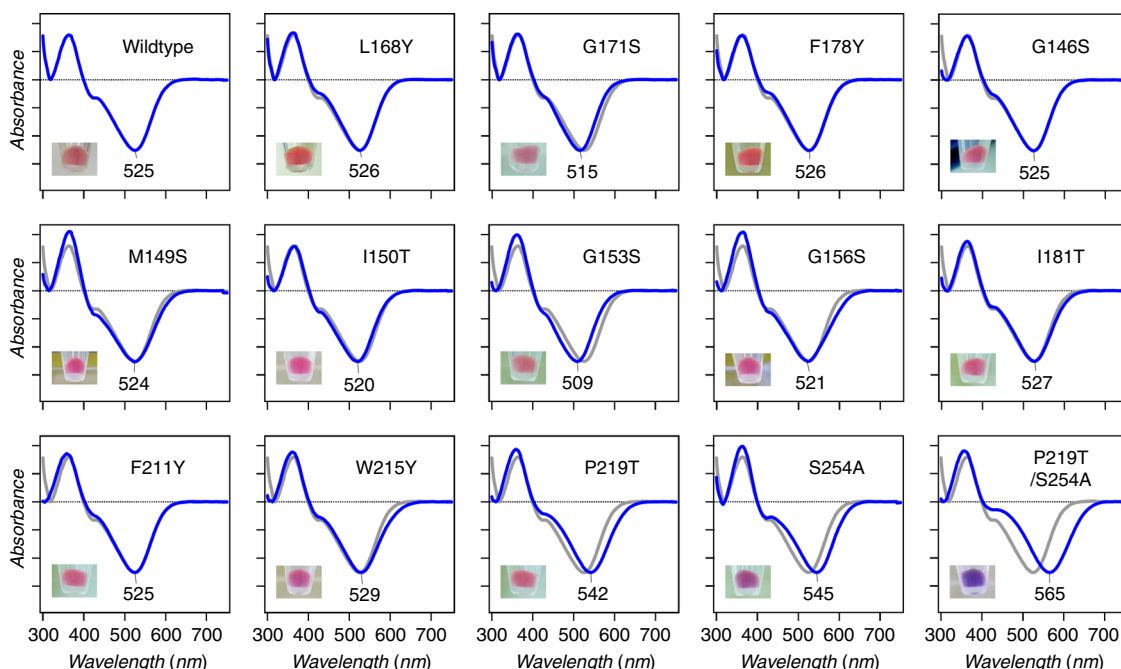 Absorbance
Wildtype
525
L168Y
526
G171S
515
F178Y
526
G146S
525
Absorbance
M149S
524
I150T
520
G153S
509
G156S
521
I181T
527
Absorbance
F211Y
525
W215Y
529
P219T
542
S254A
545
P219T
/S254A
565
300 400 500 600 700
300 400 500 600 700
300 400 500 600 700
300 400 500 600 700
300 400 500 600 700
Wavelength (nm)
Wavelength (nm)
Wavelength (nm)
Wavelength (nm)
Wavelength (nm)